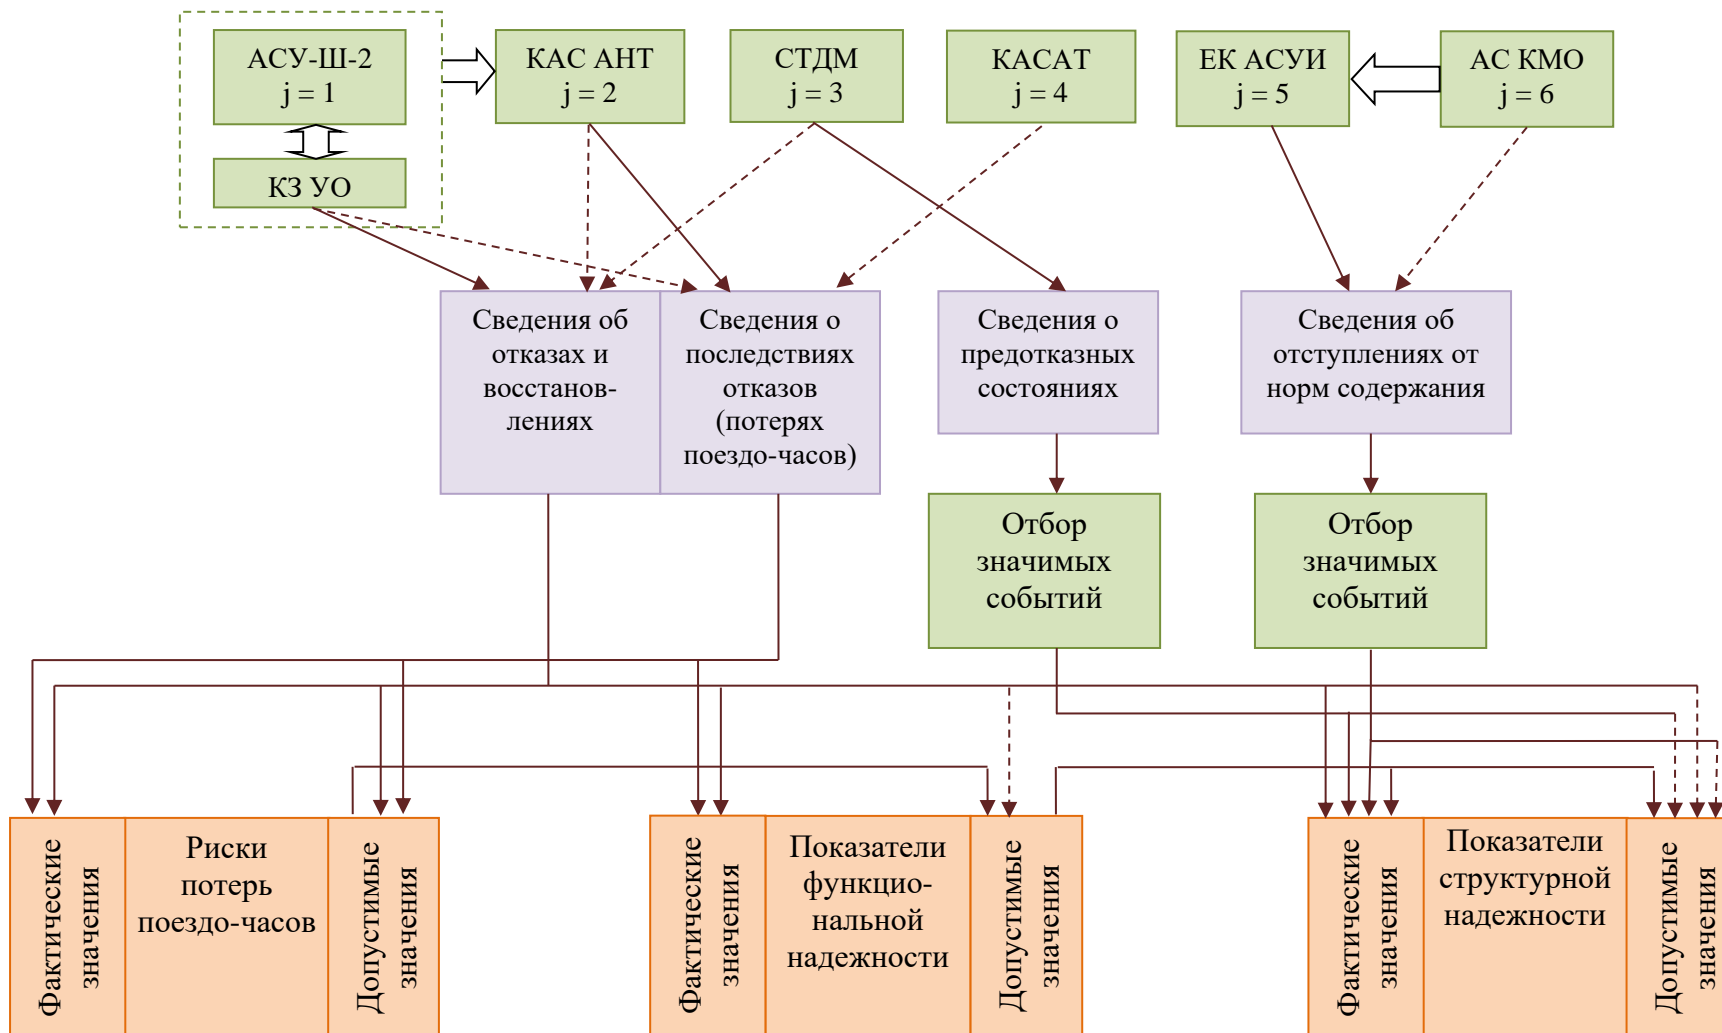 АСУ-Ш-2
j = 1
КАС АНТ
j = 2
СТДМ
j = 3
КАСАТ
j = 4
ЕК АСУИ
j = 5
АС КМО
j = 6
КЗ УО
Сведения об
отказах и
восстанов-
лениях
Сведения о
последствиях
отказов
(потерях
поездо-часов)
Сведения о
предотказных
состояниях
Сведения об
отступлениях от
норм содержания
Отбор
значимых
событий
Отбор
значимых
событий
Фактические
значения
Риски
потерь
поездо-часов
Допустимые
значения
Фактические
значения
Показатели
функцио-
нальной
надежности
Допустимые
значения
Фактические
значения
Показатели
структурной
надежности
Допустимые
значения